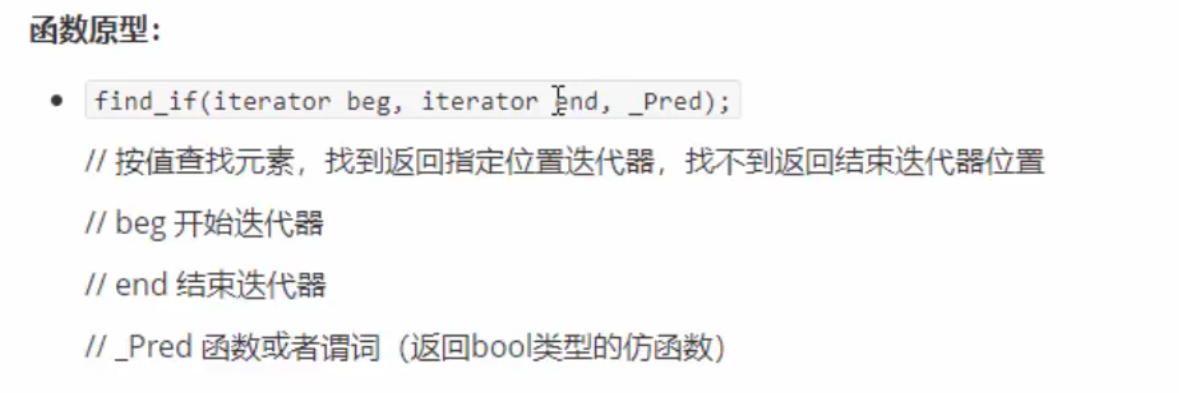 函数原型：
• find_if(iterator beg, iterator end, _Pred);
// 按值查找元素，找到返回指定位置迭代器，找不到返回结束迭代器位置
// beg 开始迭代器
// end 结束迭代器
// _Pred 函数或者谓词（返回bool类型的仿函数）